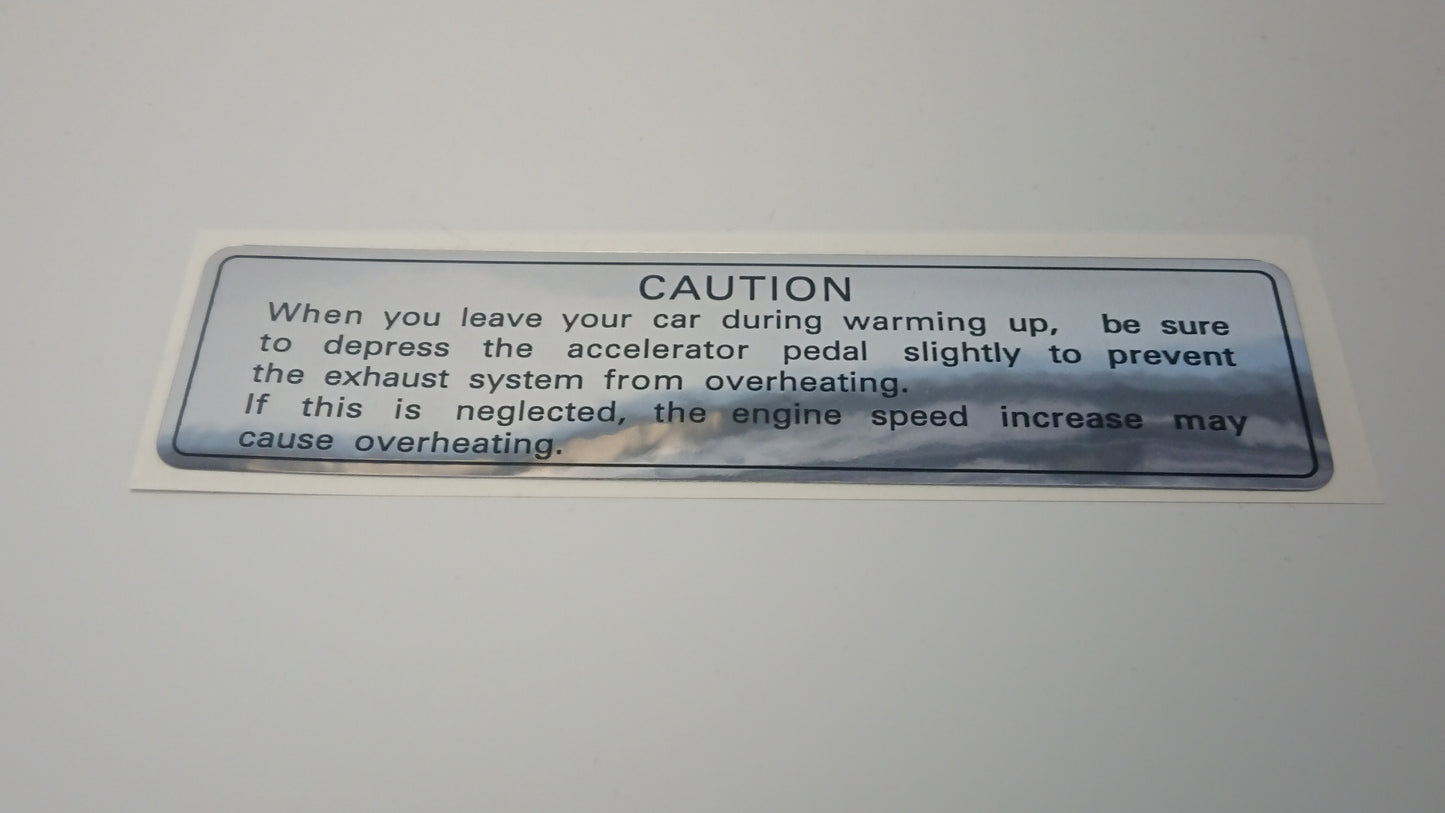 CAUTION
When you leave your car during warming up, be sure
to depress the accelerator pedal slightly to prevent
the exhaust system from overheating.
If this is neglected, the engine speed increase may
cause overheating.